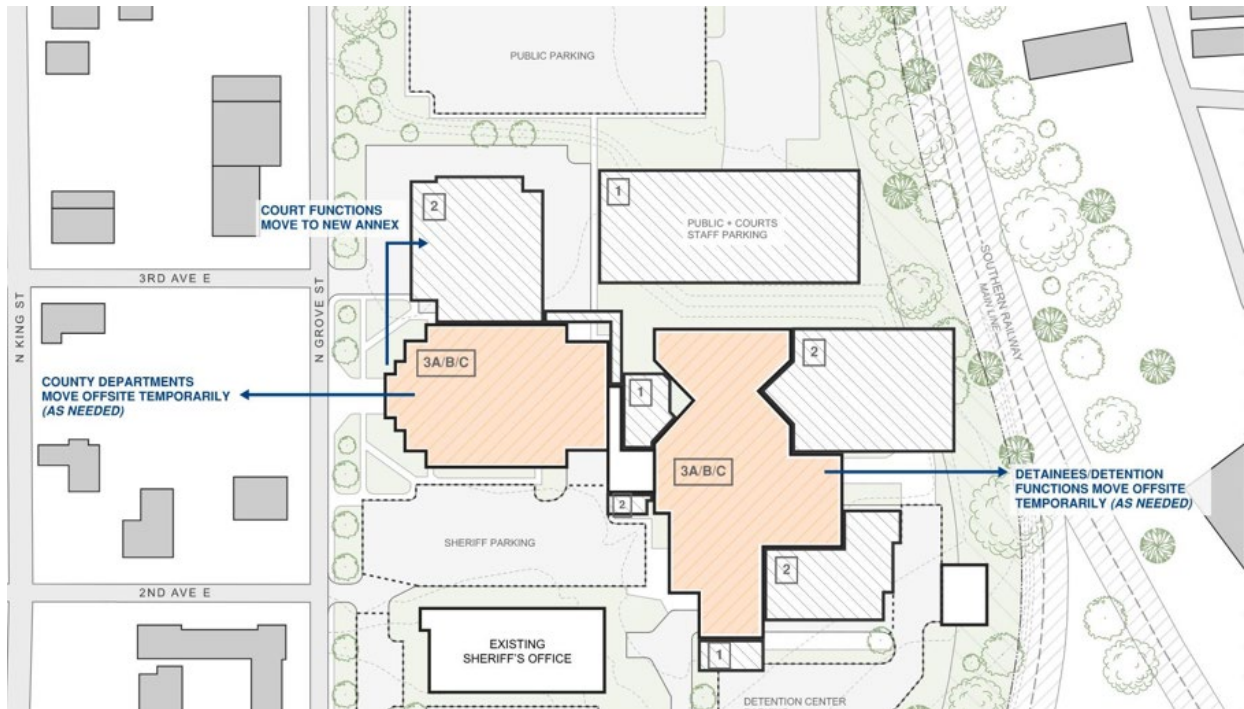 PUBLIC PARKING
1
2
COURT FUNCTIONS
MOVE TO NEW ANNEX
PUBLIC + COURTS
STAFF PARKING
3RD AVE E
N KING ST
N GROVE ST
SOUTHERN RAILWAY
MAIN LINE
3A/B/C
2
COUNTY DEPARTMENTS
MOVE OFFSITE TEMPORARILY
(AS NEEDED)
1
3A/B/C
DETAINEES/DETENTION
FUNCTIONS MOVE OFFSITE
TEMPORARILY (AS NEEDED)
2
SHERIFF PARKING
2
2ND AVE E
EXISTING
SHERIFF'S OFFICE
1
DETENTION CENTER